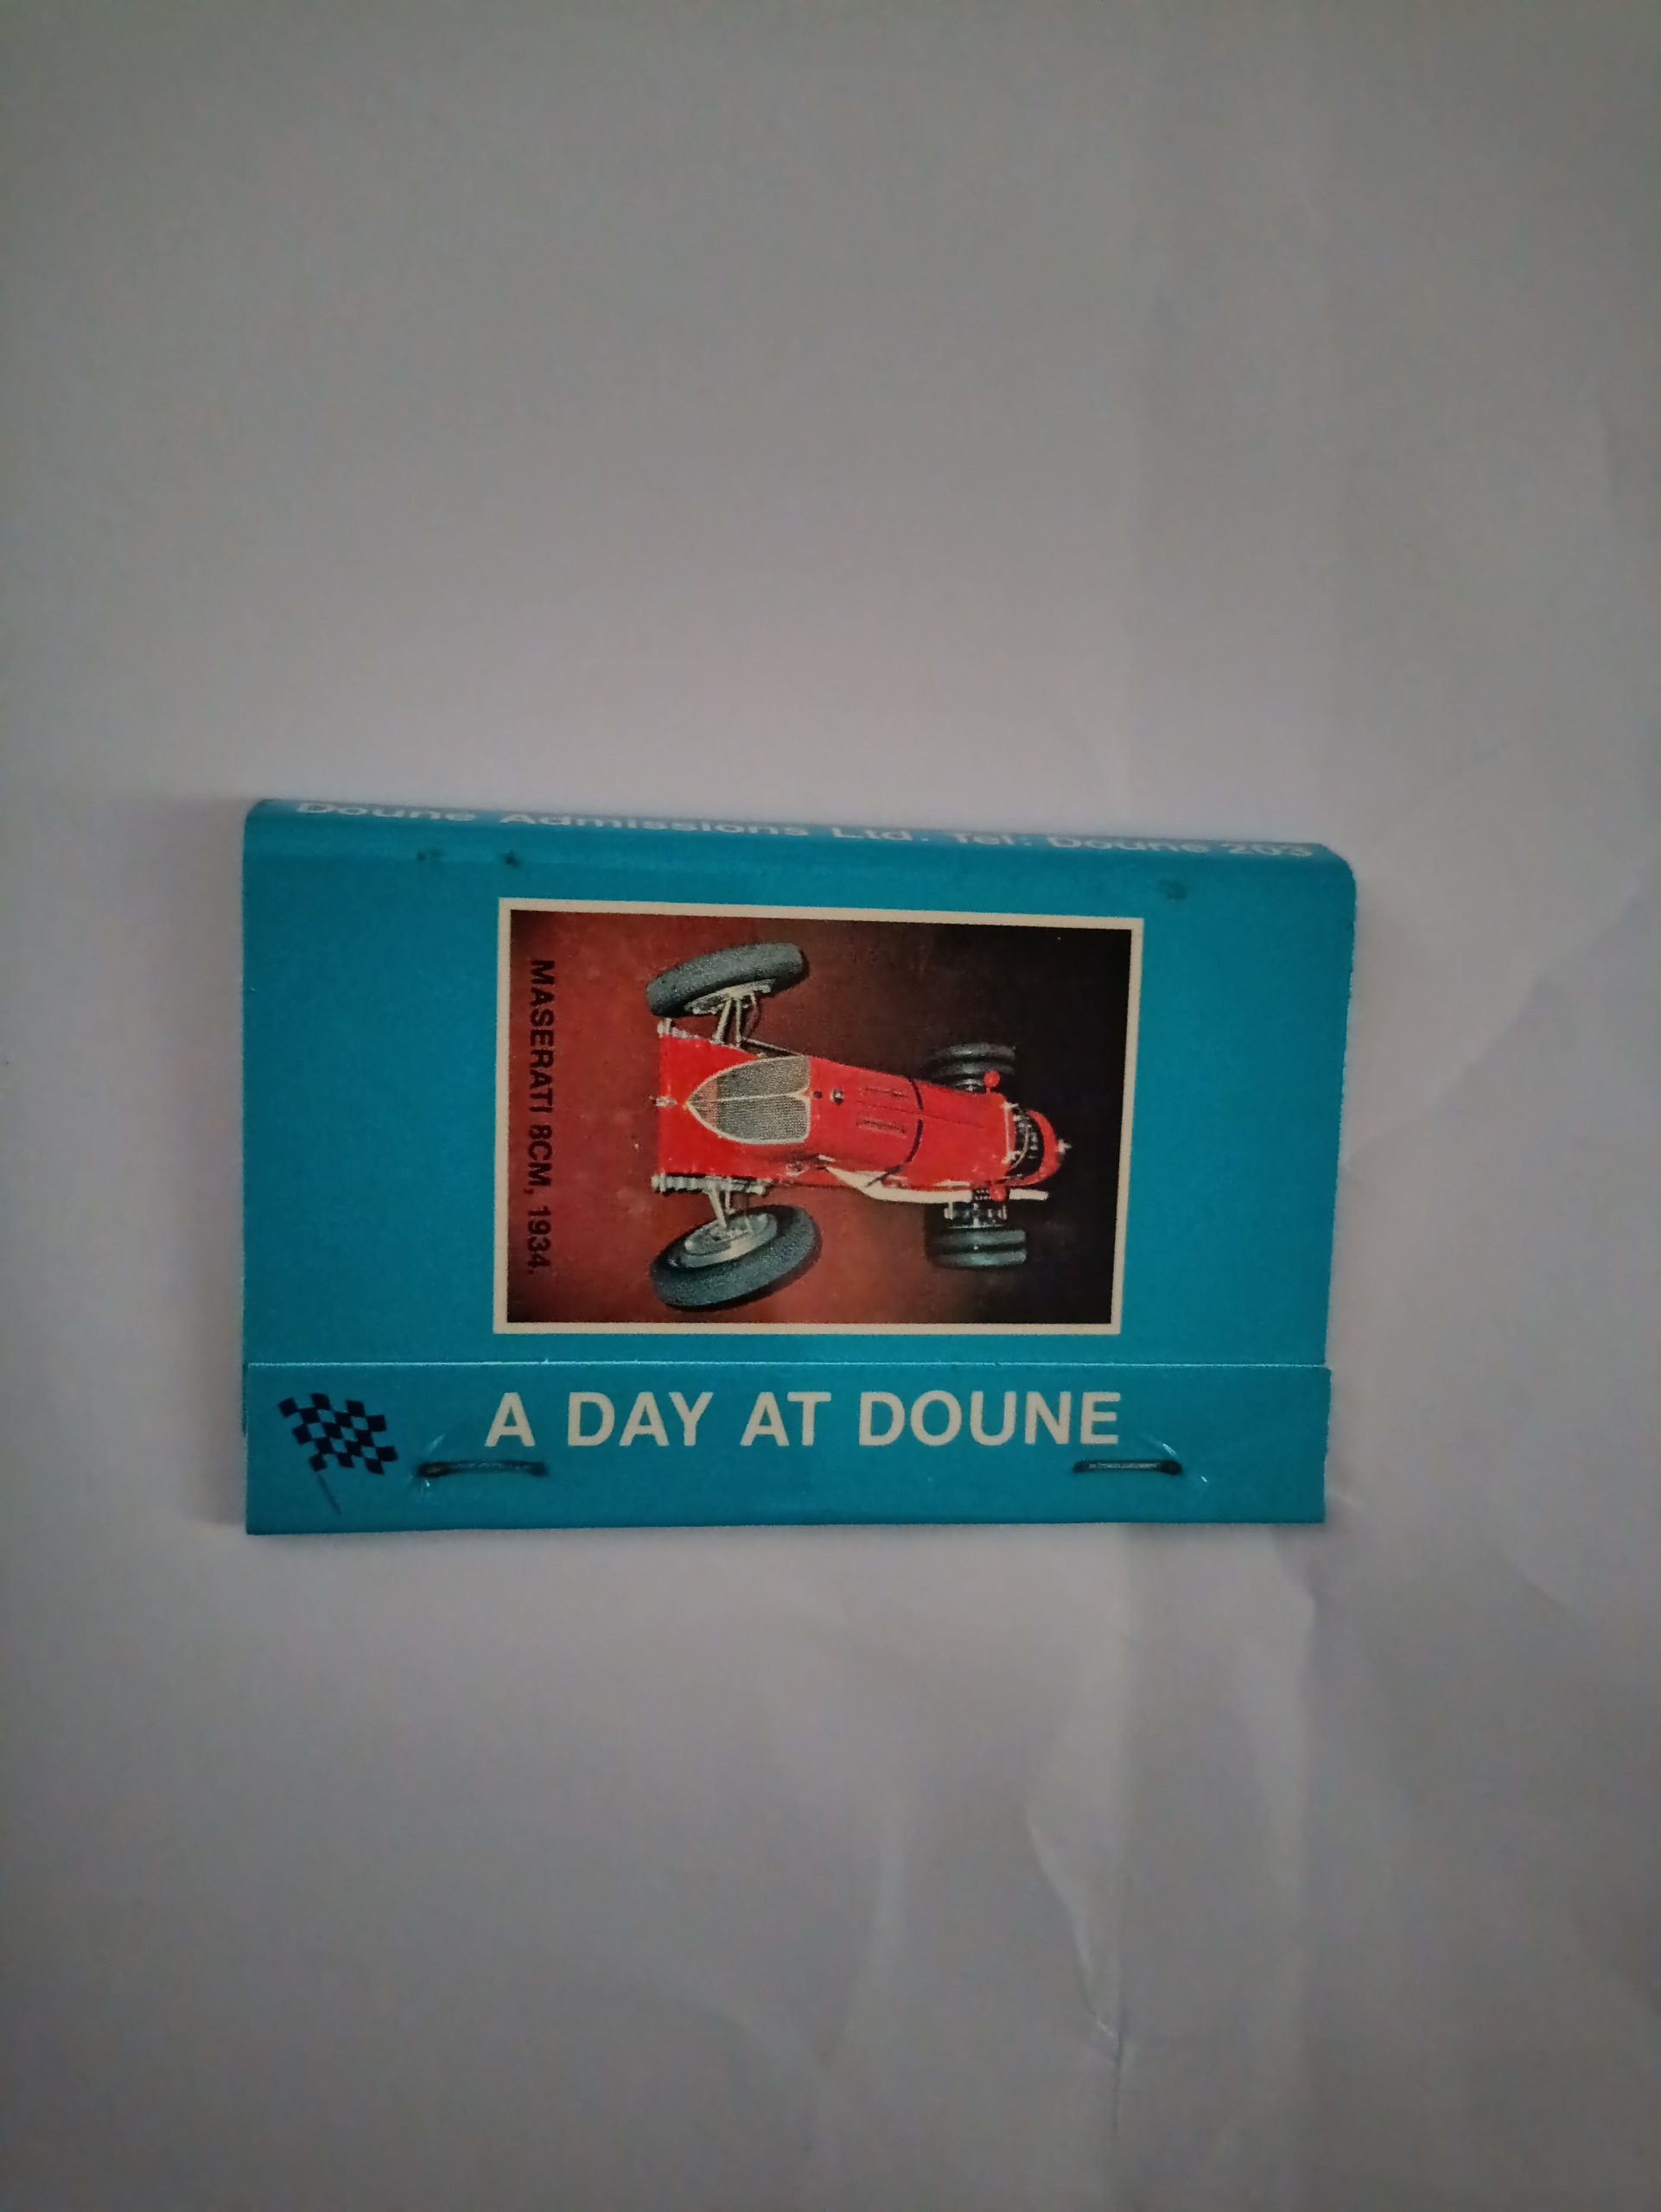 Doune Admissions Ltd. Tel: Doune 203
MASERATI 8CM, 1934.
A DAY AT DOUNE